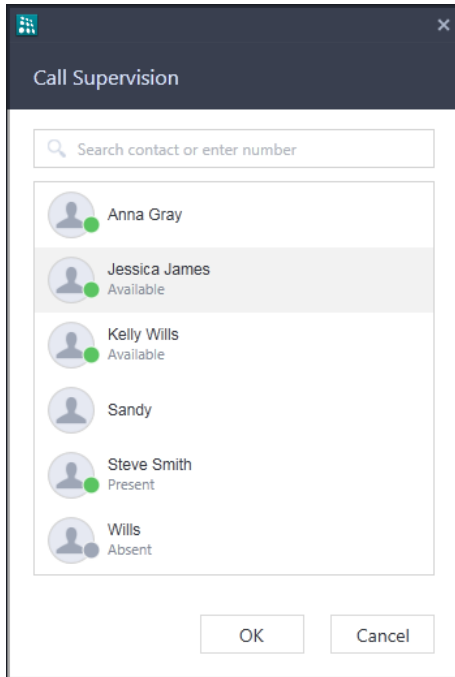 Call Supervision
Search contact or enter number
Anna Gray
Jessica James
Available
Kelly Wills
Available
Sandy
Steve Smith
Present
Wills
Absent
OK Cancel